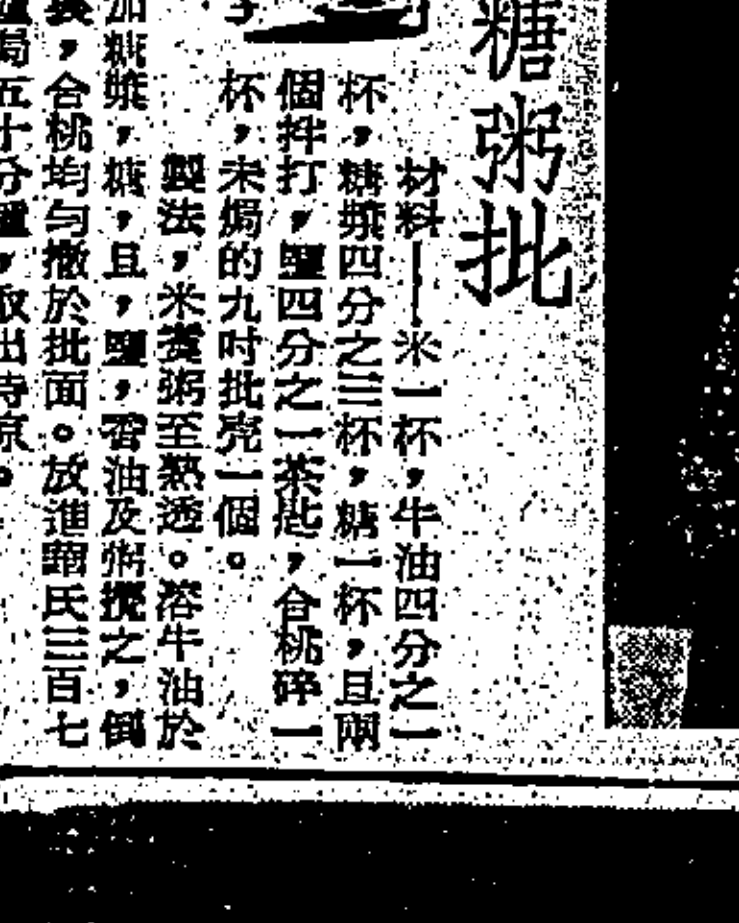 糖粥批
材料——米一杯，牛油四分之一
杯，糖漿四分之三杯，糖一杯，旦兩
個拌打，鹽四分之一茶匙，合桃碎一
杯，未焗的九吋批壳一個。
製法，米煑粥至熟透。溶牛油於
加糖漿，糖，旦，鹽，香油及粥攪之，倒
，合桃均勻撒於批面。放進鎦氏三百七
焗五十分鐘，取出待凉。